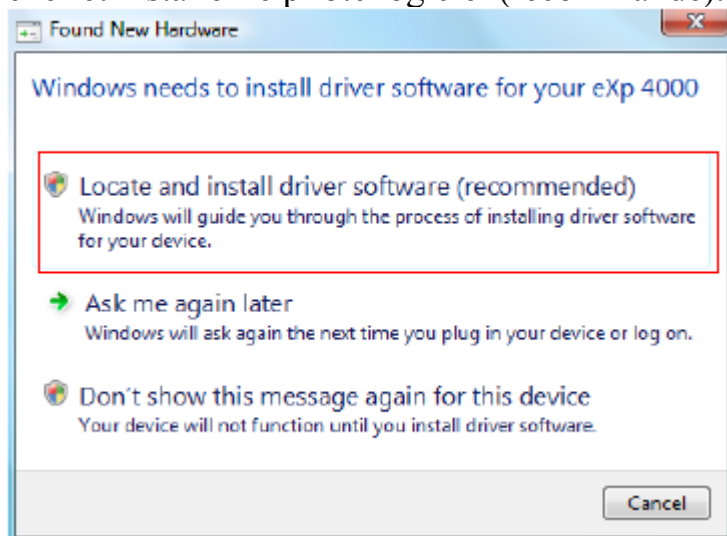 Found New Hardware
Windows needs to install driver software for your eXp 4000
Locate and install driver software (recommended)
Windows will guide you through the process of installing driver software
for your device.
Ask me again later
Windows will ask again the next time you plug in your device or log on.
Don't show this message again for this device
Your device will not function until you install driver software.
Cancel